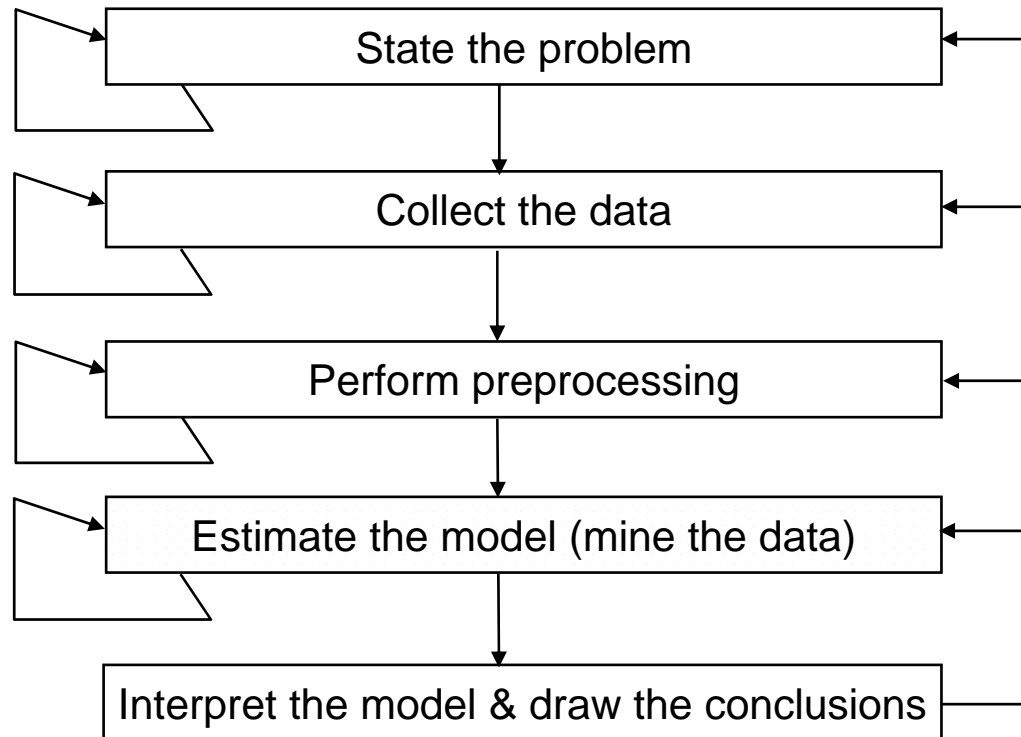 State the problem
Collect the data
Perform preprocessing
Estimate the model (mine the data)
Interpret the model & draw the conclusions